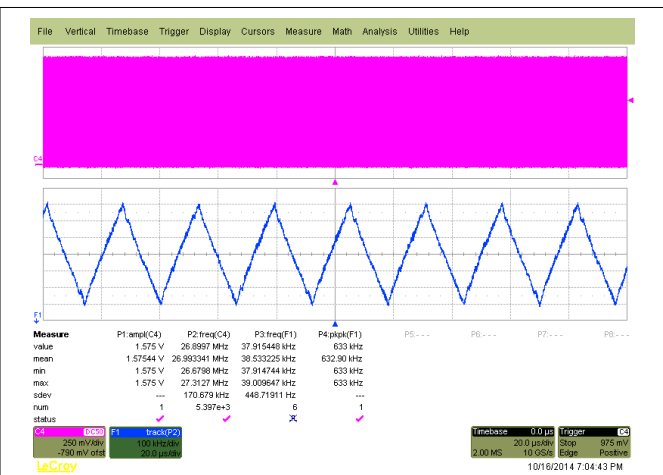 File Vertical Timebase Trigger Display Cursors Measure Math Analysis Utilities Help
C4
F1
Measure P1:ampl(C4) P2:freq(C4) P3:freq(F1) P4:pkpk(F1) P5:- - - P6:- - - P7:- - - P8:- - -
value 1.575 V 26.8997 MHz 37.915448 kHz 633 kHz
mean 1.57544 V 26.993341 MHz 38.533225 kHz 632.90 kHz
min 1.575 V 26.6798 MHz 37.914744 kHz 633 kHz
max 1.575 V 27.3127 MHz 39.009647 kHz 633 kHz
sdev --- 170.679 kHz 448.71911 Hz ---
num 1 5.397e+3 6 1
status
C4 DC50 F1 track(P2) Timebase 0.0 µs Trigger C4
250 mV/div 100 kHz/div 20.0 µs/div Stop 975 mV
-790 mV ofst 20.0 µs/div 2.00 MS 10 GS/s Edge Positive
LeCroy 10/16/2014 7:04:43 PM